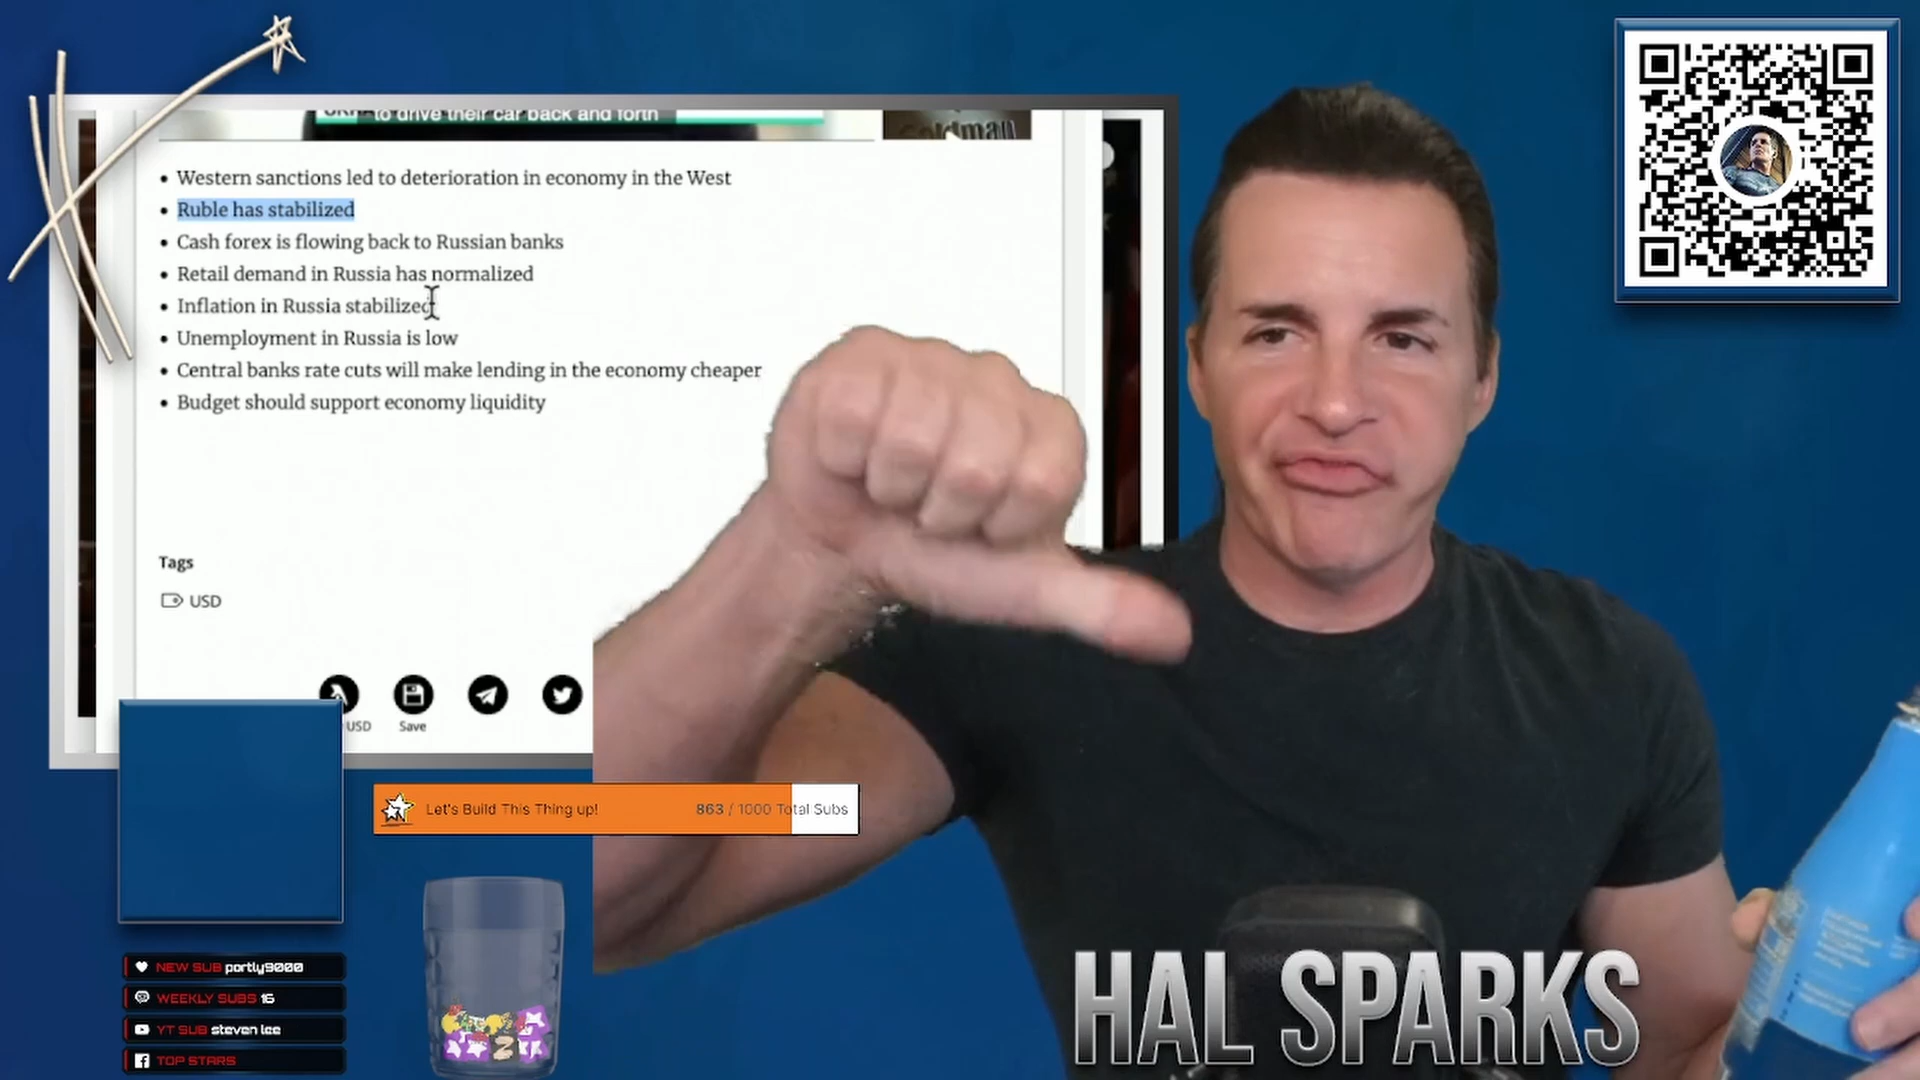 to drive their car back and forth
Goldman
• Western sanctions led to deterioration in economy in the West
• Ruble has stabilized
• Cash forex is flowing back to Russian banks
• Retail demand in Russia has normalized
• Inflation in Russia stabilized
• Unemployment in Russia is low
• Central banks rate cuts will make lending in the economy cheaper
• Budget should support economy liquidity
Tags
USD
USD
Save
Let's Build This Thing up! 863 / 1000 Total Subs
NEW SUB portly9000
WEEKLY SUBS 16
YT SUB steven lee
TOP STARS
HAL SPARKS